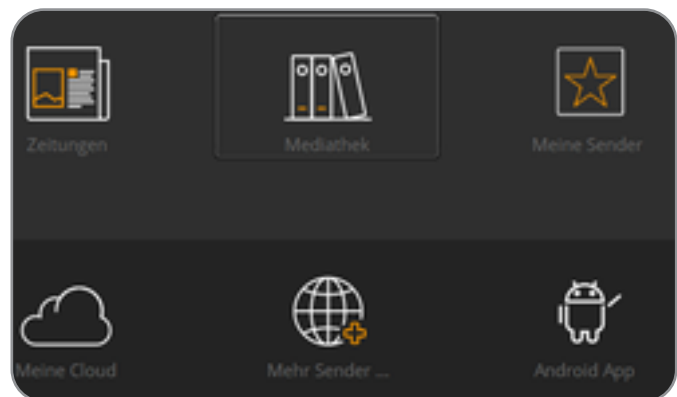 Zeitungen
Mediathek
Meine Sender
Meine Cloud
Mehr Sender ...
Android App